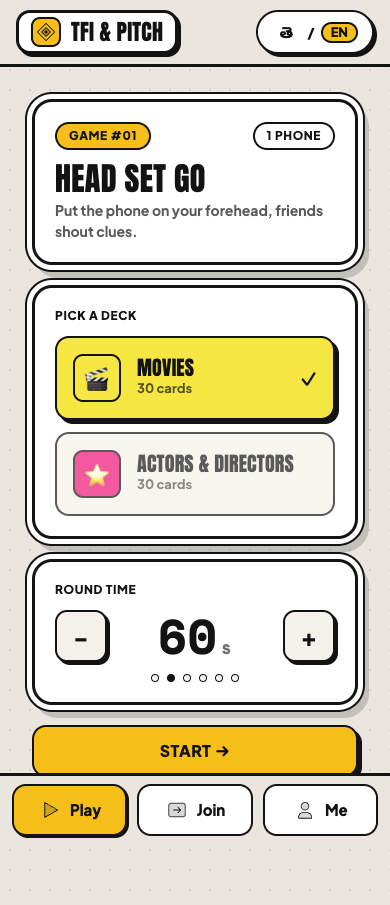 TFI & PITCH
తె / EN
GAME #01
1 PHONE
HEAD SET GO
Put the phone on your forehead, friends
shout clues.
PICK A DECK
MOVIES
30 cards
ACTORS & DIRECTORS
30 cards
ROUND TIME
- 60 s +
START →
Play
Join
Me